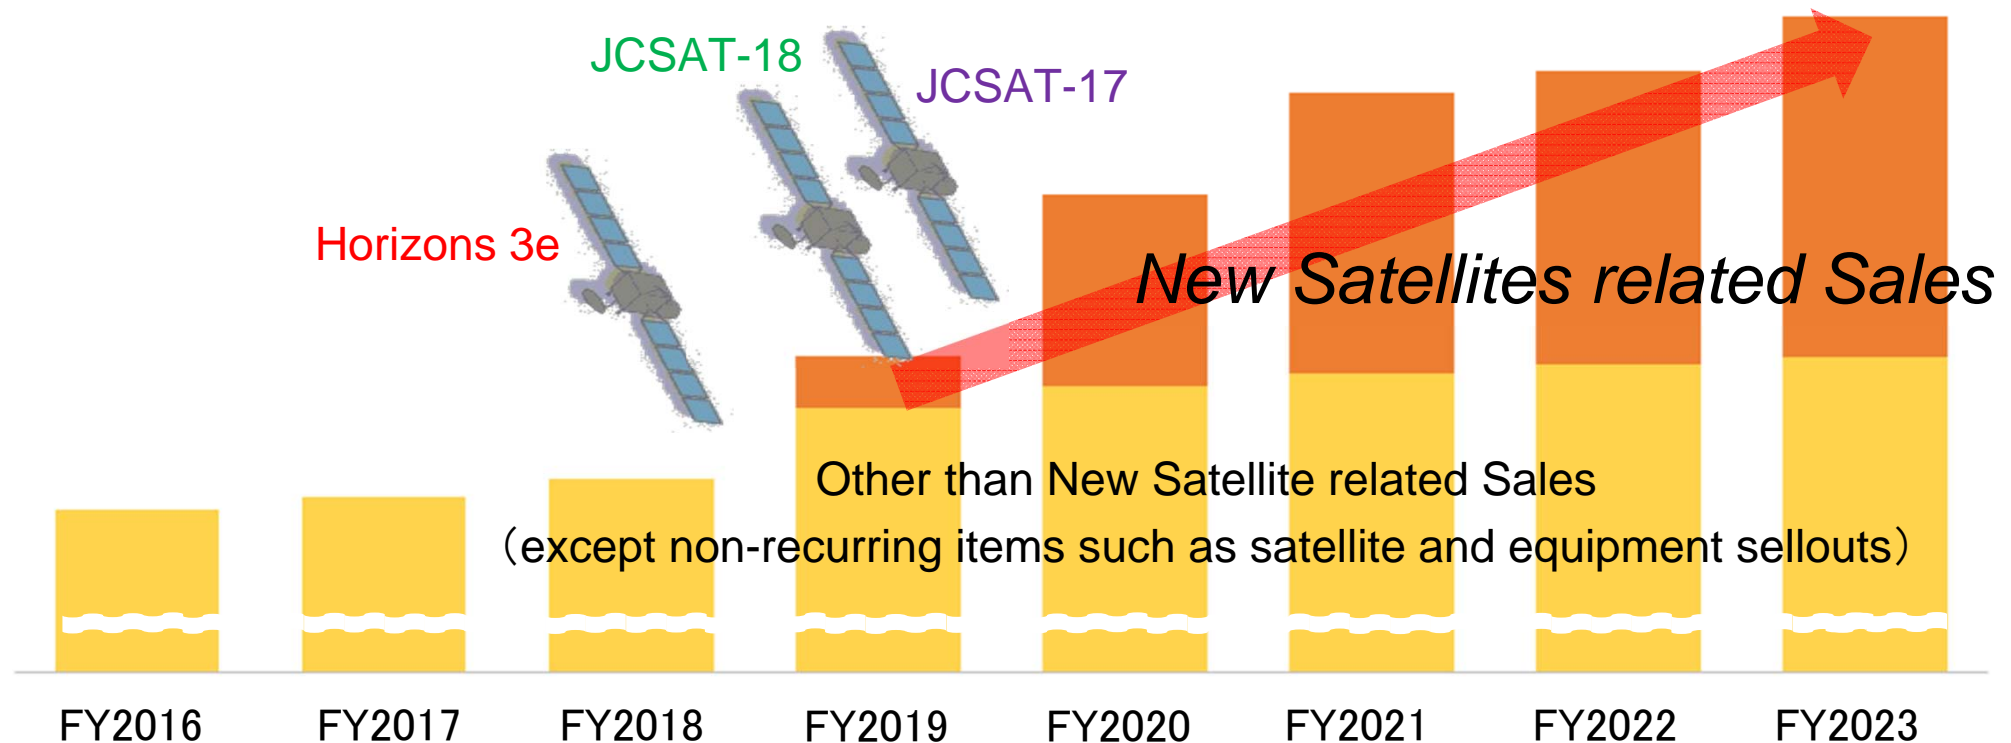 JCSAT-18
JCSAT-17
Horizons 3e
New Satellites related Sales
Other than New Satellite related Sales
（except non-recurring items such as satellite and equipment sellouts）
FY2016 FY2017 FY2018 FY2019 FY2020 FY2021 FY2022 FY2023